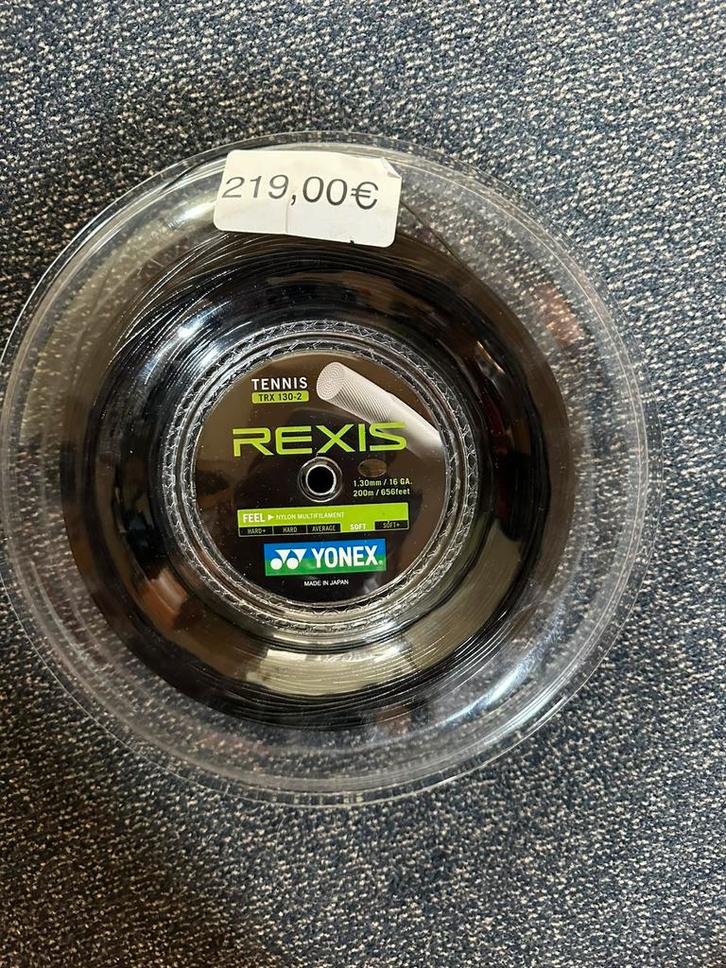 219,00€
TENNIS
TRX 130-2
REXIS
1.30mm / 16 GA.
200m / 656feet
FEEL ▶ NYLON MULTIFILAMENT
HARD+ HARD AVERAGE SOFT SOFT+
YONEX®
MADE IN JAPAN